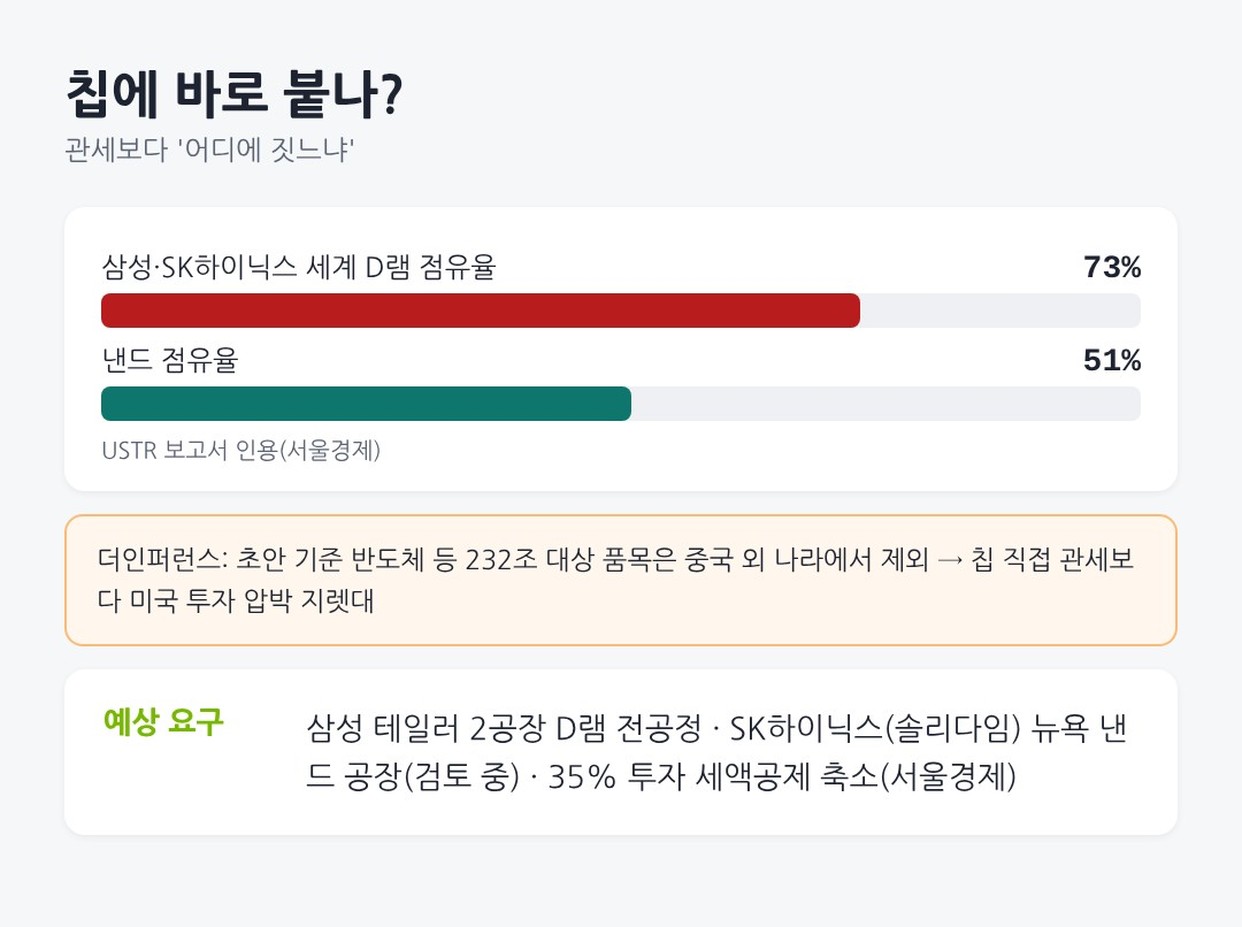 칩에 바로 붙나?
관세보다 '어디에 짓느냐'
삼성·SK하이닉스 세계 D램 점유율 73%
낸드 점유율 51%
USTR 보고서 인용(서울경제)
더인퍼런스: 초안 기준 반도체 등 232조 대상 품목은 중국 외 나라에서 제외 → 칩 직접 관세보
다 미국 투자 압박 지렛대
예상 요구
삼성 테일러 2공장 D램 전공정 · SK하이닉스(솔리다임) 뉴욕 낸
드 공장(검토 중) · 35% 투자 세액공제 축소(서울경제)